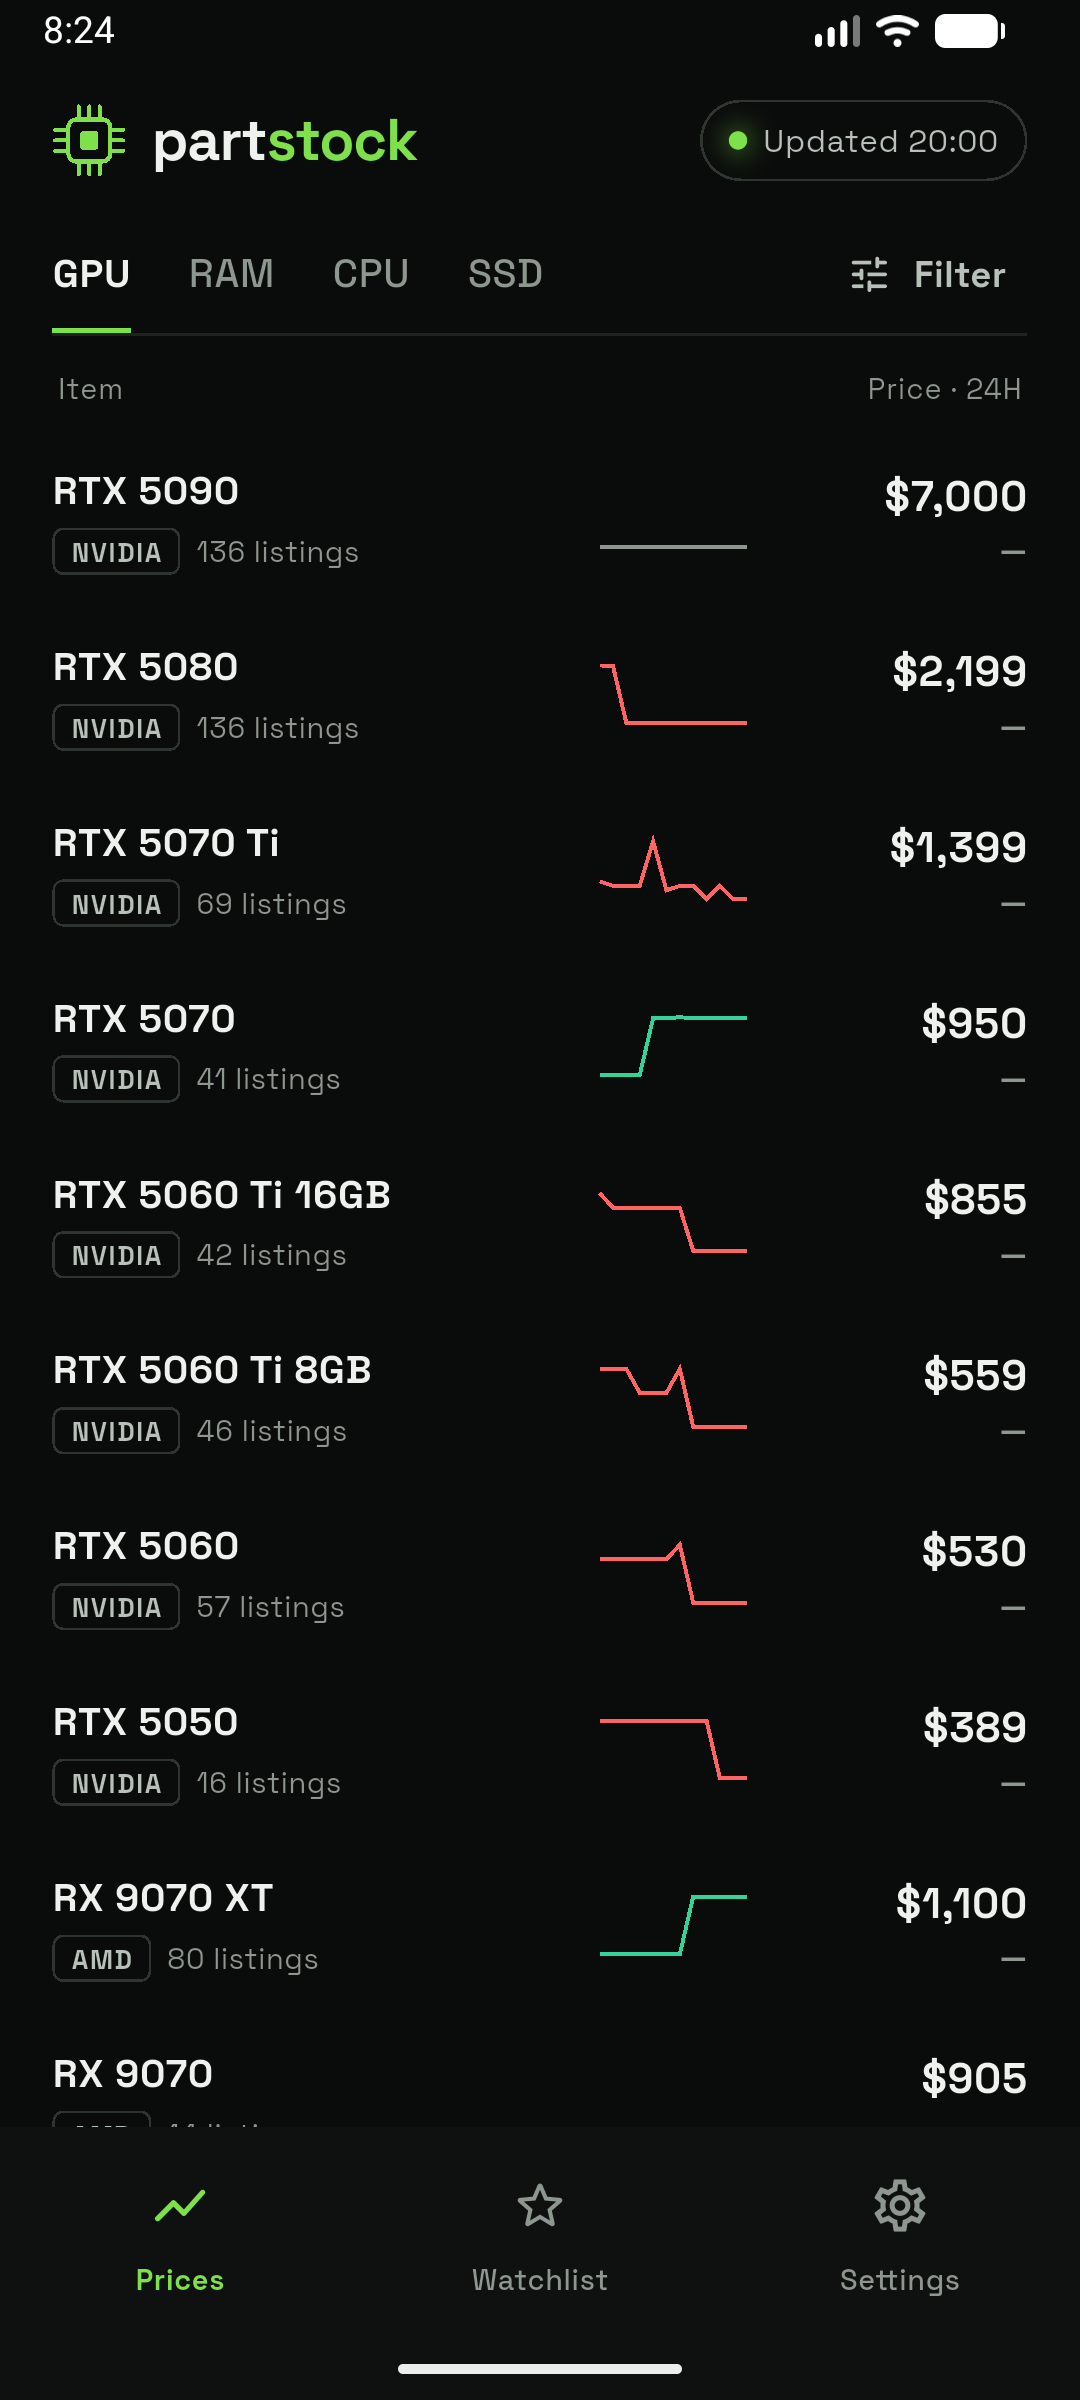 8:24
partstock
Updated 20:00
GPU RAM CPU SSD Filter
Item Price · 24H
RTX 5090 $7,000
NVIDIA 136 listings —
RTX 5080 $2,199
NVIDIA 136 listings —
RTX 5070 Ti $1,399
NVIDIA 69 listings —
RTX 5070 $950
NVIDIA 41 listings —
RTX 5060 Ti 16GB $855
NVIDIA 42 listings —
RTX 5060 Ti 8GB $559
NVIDIA 46 listings —
RTX 5060 $530
NVIDIA 57 listings —
RTX 5050 $389
NVIDIA 16 listings —
RX 9070 XT $1,100
AMD 80 listings —
RX 9070 $905
Prices Watchlist Settings